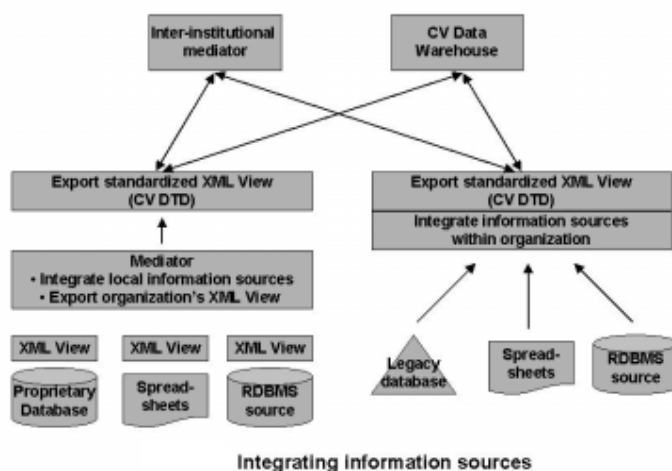 Inter-institutional
mediator
CV Data
Warehouse
Export standardized XML View
(CV DTD)
Export standardized XML View
(CV DTD)
Integrate information sources
within organization
Mediator
• Integrate local information sources
• Export organization's XML View
XML View
XML View
XML View
Proprietary
Database
Spread-
sheets
RDBMS
source
Legacy
database
Spread-
sheets
RDBMS
source
Integrating information sources